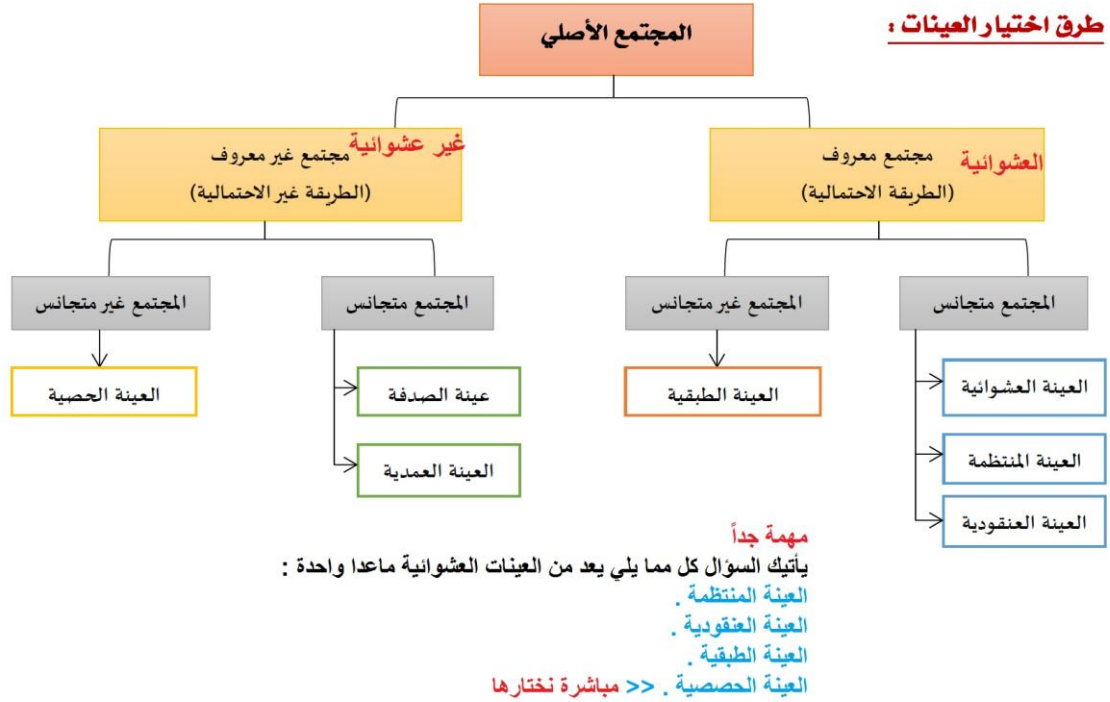 طرق اختيار العينات :
المجتمع الأصلي
العشوائية
مجتمع معروف
(الطريقة الاحتمالية)
غير عشوائية
مجتمع غير معروف
(الطريقة غير الاحتمالية)
المجتمع متجانس
المجتمع غير متجانس
المجتمع متجانس
المجتمع غير متجانس
العينة العشوائية
العينة الطبقية
عينة الصدفة
العينة الحصية
العينة المنتظمة
العينة العمدية
العينة العنقودية
مهمة جداً
يأتيك السؤال كل مما يلي يعد من العينات العشوائية ماعدا واحدة :
العينة المنتظمة .
العينة العنقودية .
العينة الطبقية .
العينة الحصصية . << مباشرة نختارها